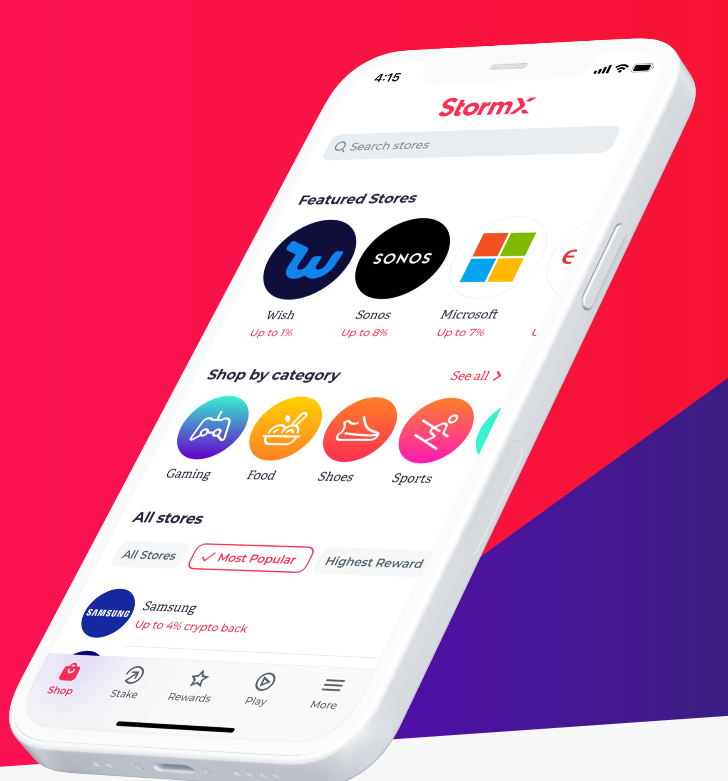 4:15
StormX
Search stores
Featured Stores
SONOS
Wish
Sonos
Microsoft
Up to 1%
Up to 8%
Up to 7%
Shop by category
See all
Gaming
Food
Shoes
Sports
All stores
All Stores
Most Popular
Highest Reward
SAMSUNG
Samsung
Up to 4% crypto back
Shop
Stake
Rewards
Play
More